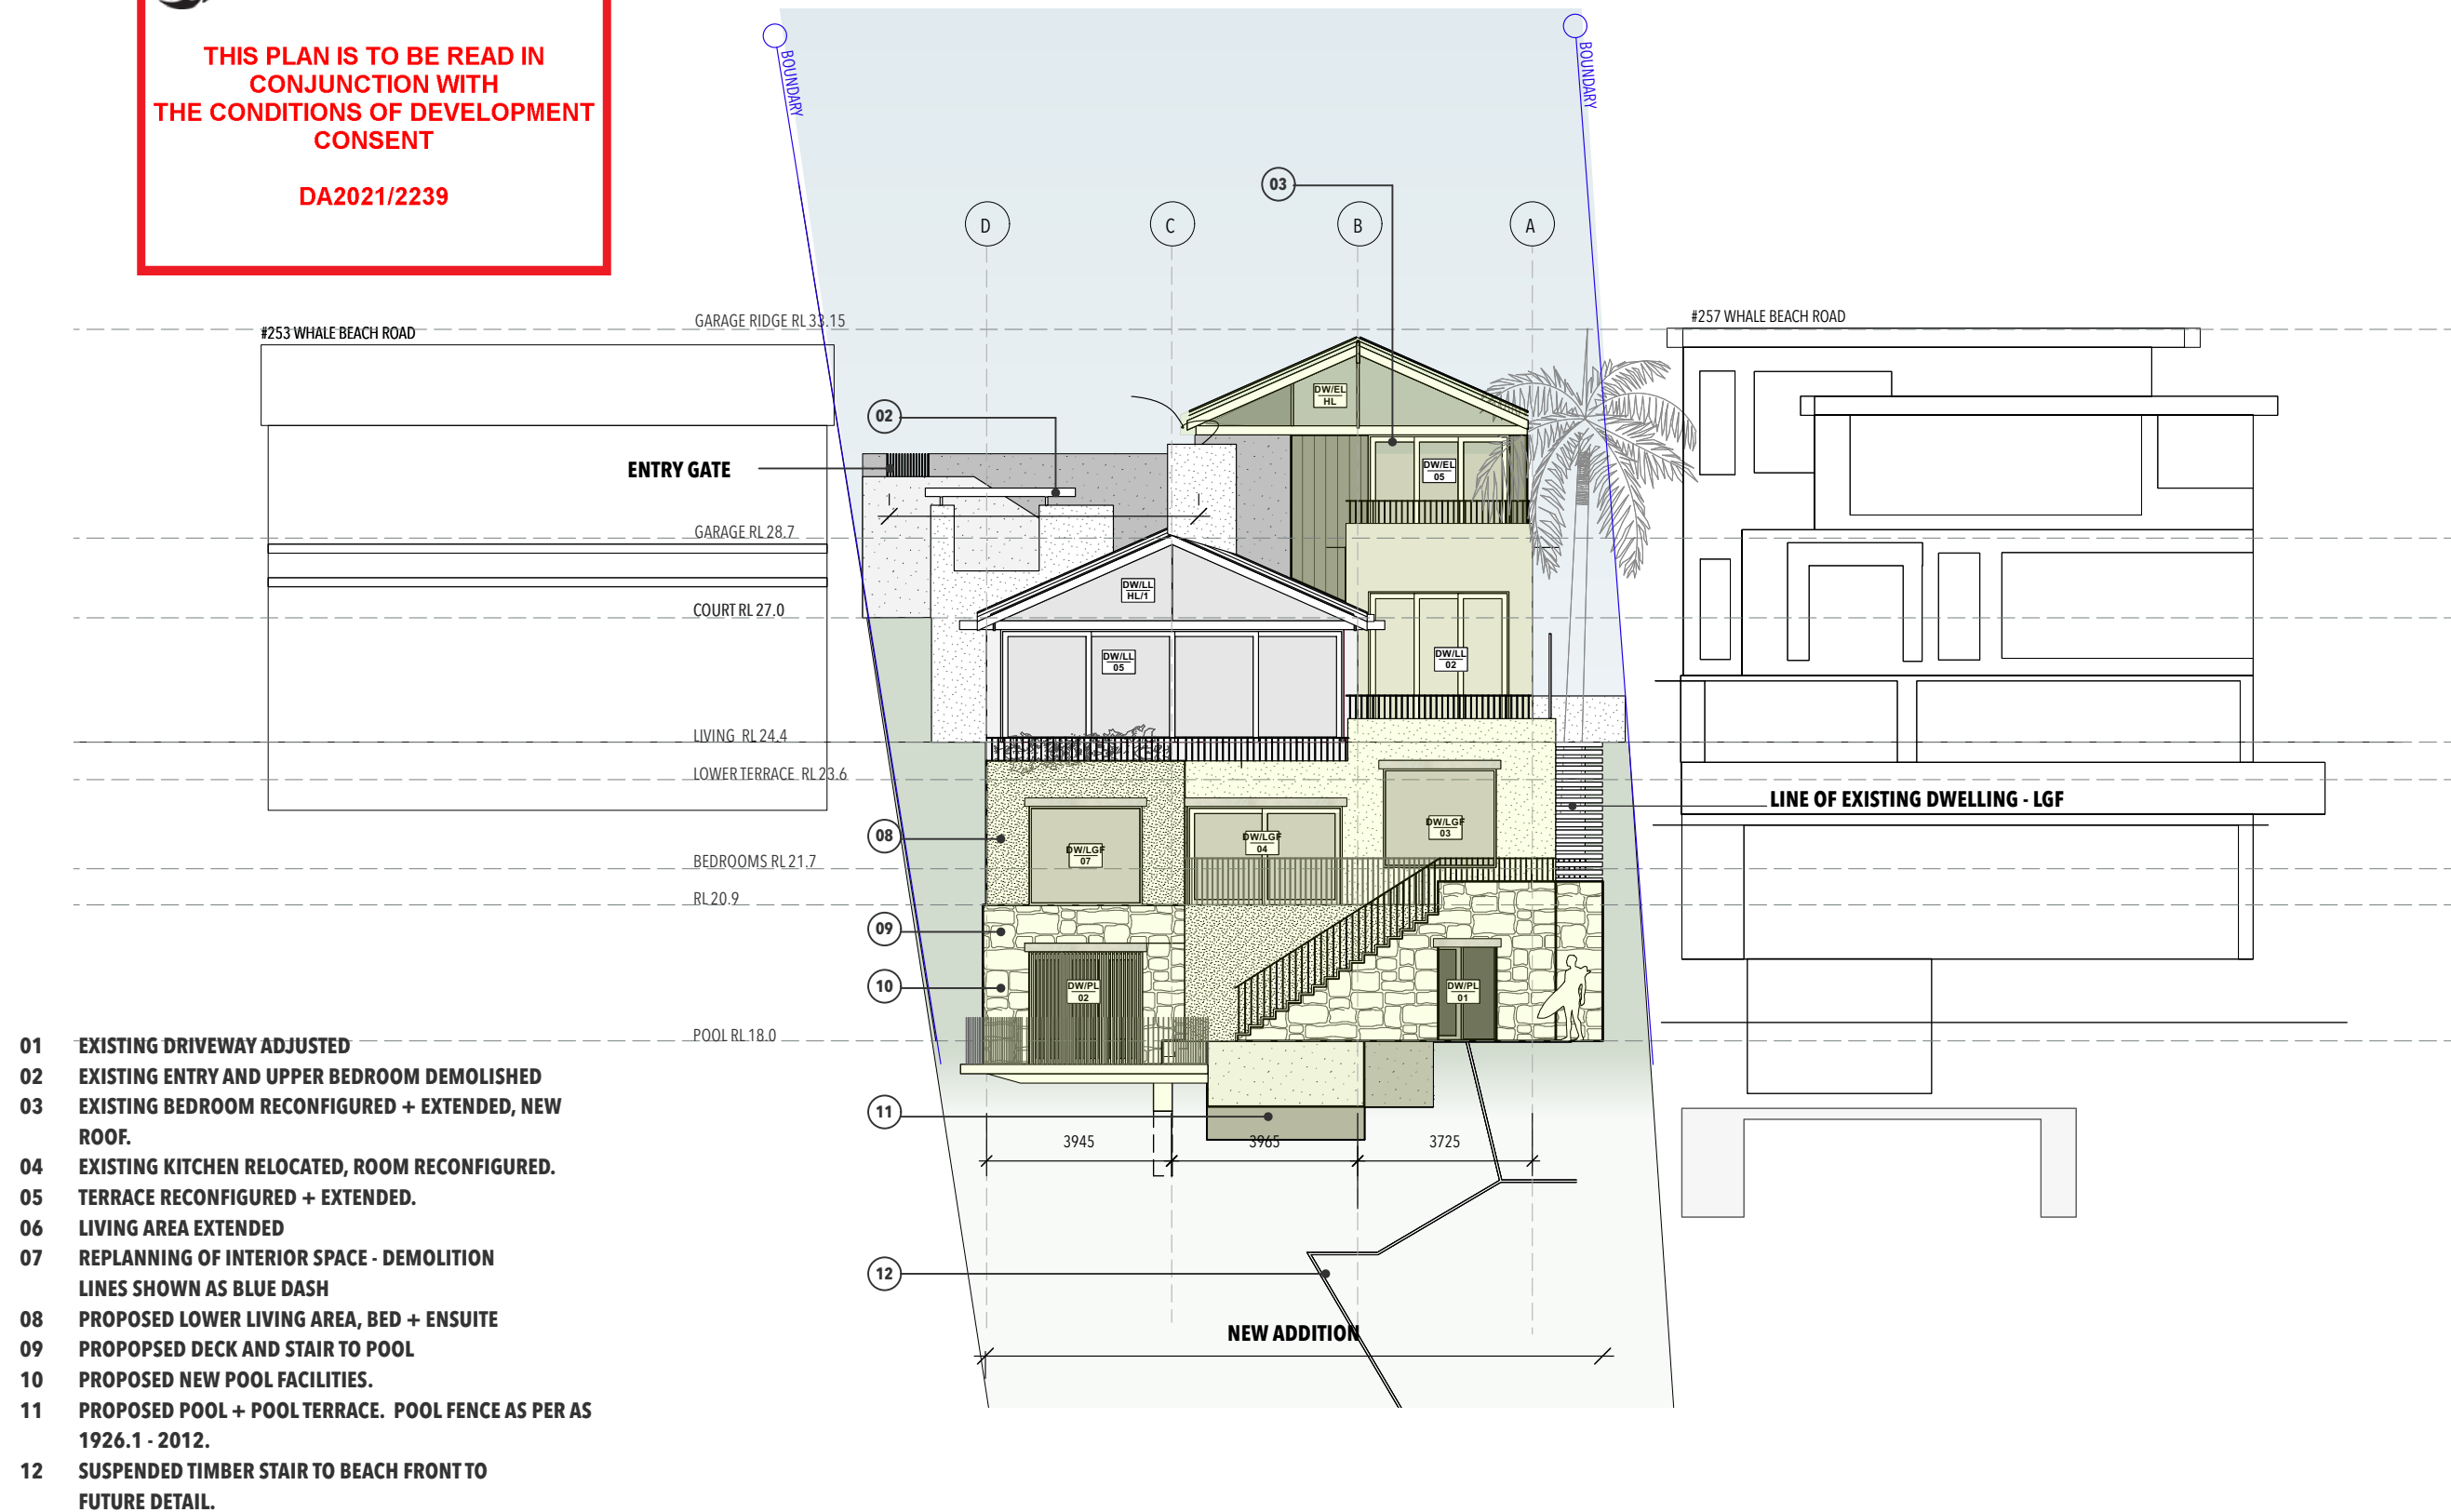 THIS PLAN IS TO BE READ IN
CONJUNCTION WITH
THE CONDITIONS OF DEVELOPMENT
CONSENT
DA2021/2239
BOUNDARY
BOUNDARY
03
D
C
B
A
GARAGE RIDGE RL 33.15
#253 WHALE BEACH ROAD
#257 WHALE BEACH ROAD
DW/EL
HL
02
ENTRY GATE
DW/EL
05
GARAGE RL 28.7
DW/LL
HL/1
COURT RL 27.0
DW/LL
05
DW/LL
02
LIVING RL 24.4
LOWER TERRACE RL 23.6
LINE OF EXISTING DWELLING - LGF
08
DW/LGF
07
DW/LGF
04
DW/LGF
03
BEDROOMS RL 21.7
RL 20.9
09
10
DW/PL
02
DW/PL
01
POOL RL 18.0
11
3945
3965
3725
12
NEW ADDITION
01 EXISTING DRIVEWAY ADJUSTED
02 EXISTING ENTRY AND UPPER BEDROOM DEMOLISHED
03 EXISTING BEDROOM RECONFIGURED + EXTENDED, NEW
ROOF.
04 EXISTING KITCHEN RELOCATED, ROOM RECONFIGURED.
05 TERRACE RECONFIGURED + EXTENDED.
06 LIVING AREA EXTENDED
07 REPLANNING OF INTERIOR SPACE - DEMOLITION
LINES SHOWN AS BLUE DASH
08 PROPOSED LOWER LIVING AREA, BED + ENSUITE
09 PROPOPSED DECK AND STAIR TO POOL
10 PROPOSED NEW POOL FACILITIES.
11 PROPOSED POOL + POOL TERRACE. POOL FENCE AS PER AS
1926.1 - 2012.
12 SUSPENDED TIMBER STAIR TO BEACH FRONT TO
FUTURE DETAIL.